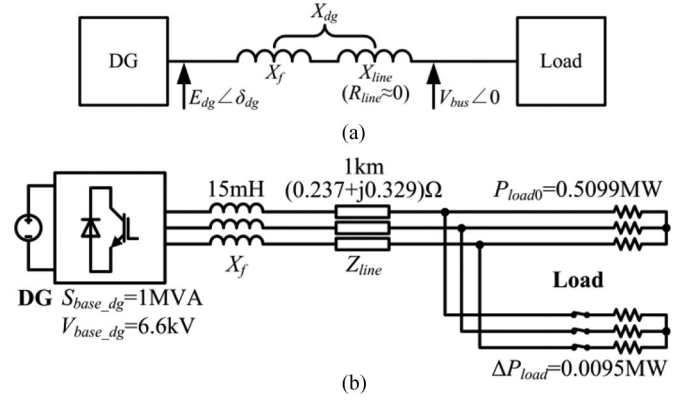 X_dg
DG
Load
X_f
X_line
(R_line≈0)
E_dg∠δ_dg
V_bus∠0
(a)
1km
15mH
(0.237+j0.329)Ω
P_load0=0.5099MW
X_f
Z_line
Load
DG S_base_dg=1MVA
V_base_dg=6.6kV
ΔP_load=0.0095MW
(b)